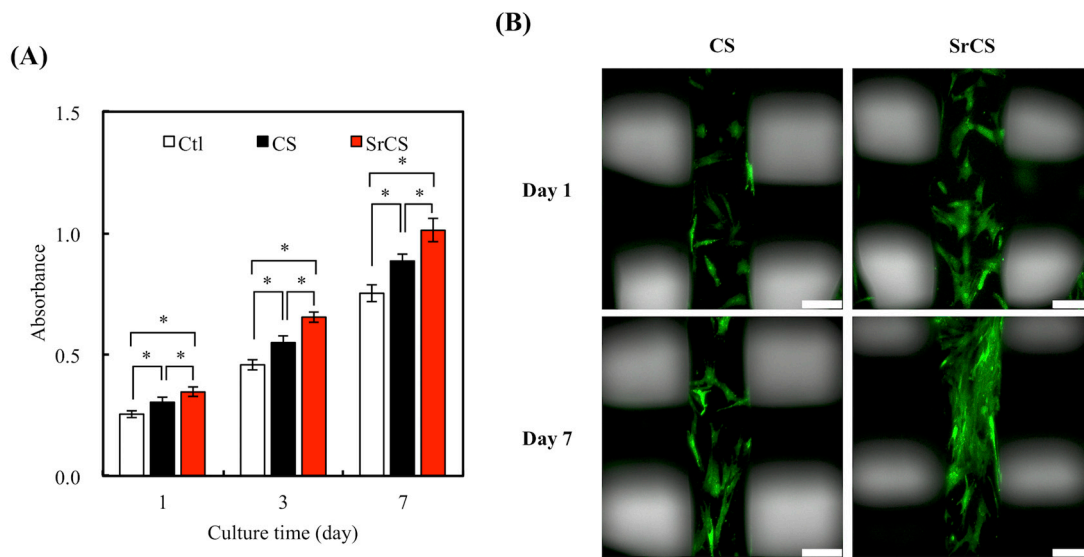 (A)
1.5
1.0
0.5
0.0
Absorbance
Ctl CS SrCS
* * *
* * *
* * *
1 3 7
Culture time (day)
(B)
CS SrCS
Day 1
Day 7